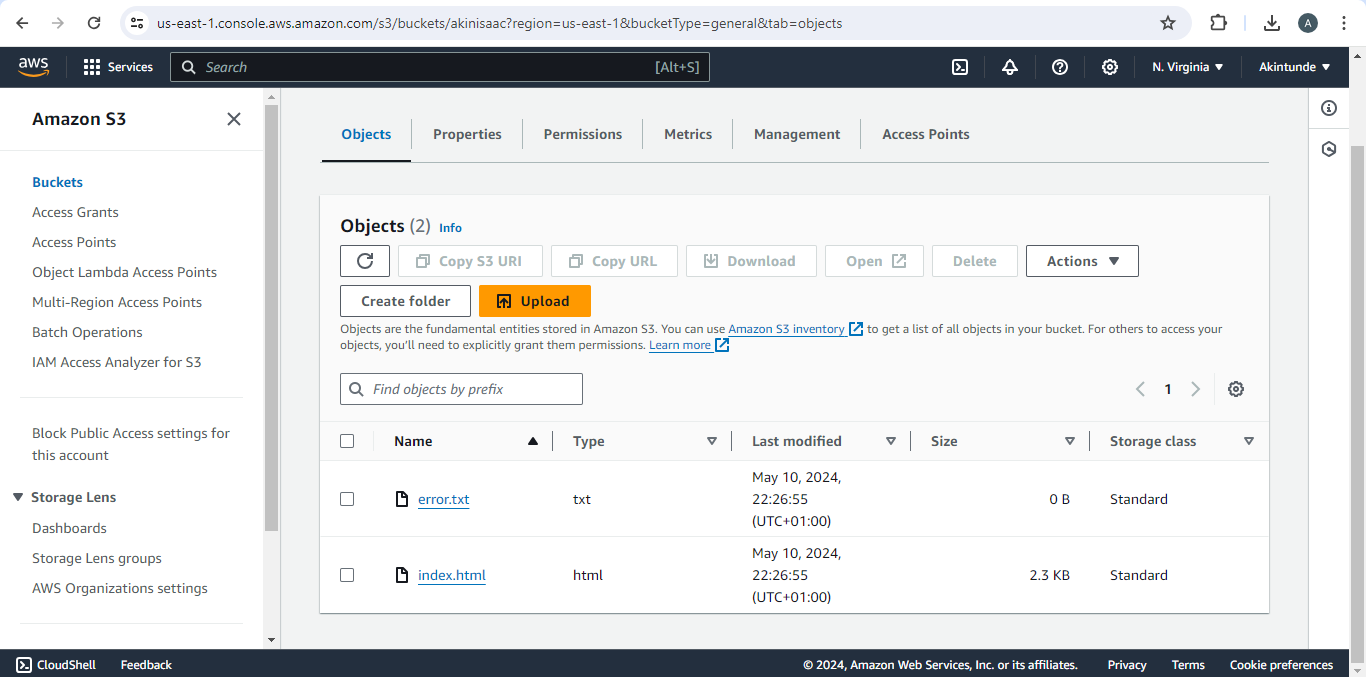 us-east-1.console.aws.amazon.com/s3/buckets/akinisaac?region=us-east-1&bucketType=general&tab=objects
A
aws
Services
Search
[Alt+S]
N. Virginia
Akintunde
Amazon S3
Buckets
Access Grants
Access Points
Object Lambda Access Points
Multi-Region Access Points
Batch Operations
IAM Access Analyzer for S3
Block Public Access settings for
this account
Storage Lens
Dashboards
Storage Lens groups
AWS Organizations settings
Objects
Properties
Permissions
Metrics
Management
Access Points
Objects (2) Info
Copy S3 URI
Copy URL
Download
Open
Delete
Actions
Create folder
Upload
Objects are the fundamental entities stored in Amazon S3. You can use Amazon S3 inventory to get a list of all objects in your bucket. For others to access your
objects, you'll need to explicitly grant them permissions. Learn more
Find objects by prefix
1
Name
Type
Last modified
Size
Storage class
error.txt
txt
May 10, 2024,
22:26:55
(UTC+01:00)
0 B
Standard
index.html
html
May 10, 2024,
22:26:55
(UTC+01:00)
2.3 KB
Standard
CloudShell
Feedback
© 2024, Amazon Web Services, Inc. or its affiliates.
Privacy
Terms
Cookie preferences